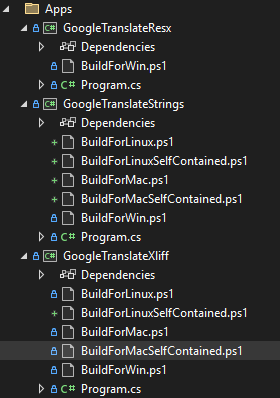 Apps
C# GoogleTranslateResx
Dependencies
BuildForWin.ps1
C# Program.cs
C# GoogleTranslateStrings
Dependencies
+ BuildForLinux.ps1
+ BuildForLinuxSelfContained.ps1
+ BuildForMac.ps1
+ BuildForMacSelfContained.ps1
BuildForWin.ps1
C# Program.cs
C# GoogleTranslateXliff
Dependencies
BuildForLinux.ps1
+ BuildForLinuxSelfContained.ps1
BuildForMac.ps1
BuildForMacSelfContained.ps1
BuildForWin.ps1
C# Program.cs